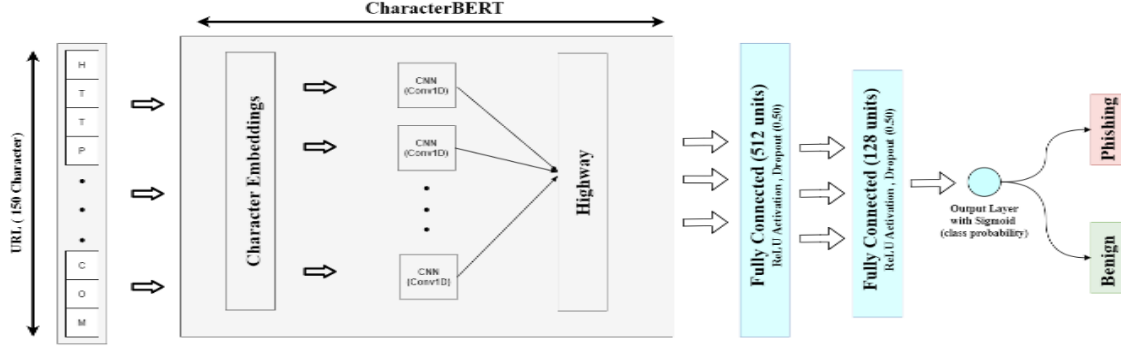 CharacterBERT
URL ( 150 Character)
H
T
T
P
C
O
M
Character Embeddings
CNN
(Conv1D)
CNN
(Conv1D)
CNN
(Conv1D)
Highway
Fully Connected (512 units)
ReLU Activation , Dropout (0.50)
Fully Connected (128 units)
ReLU Activation , Dropout (0.50)
Output Layer
with Sigmoid
(class probability)
Phishing
Benign